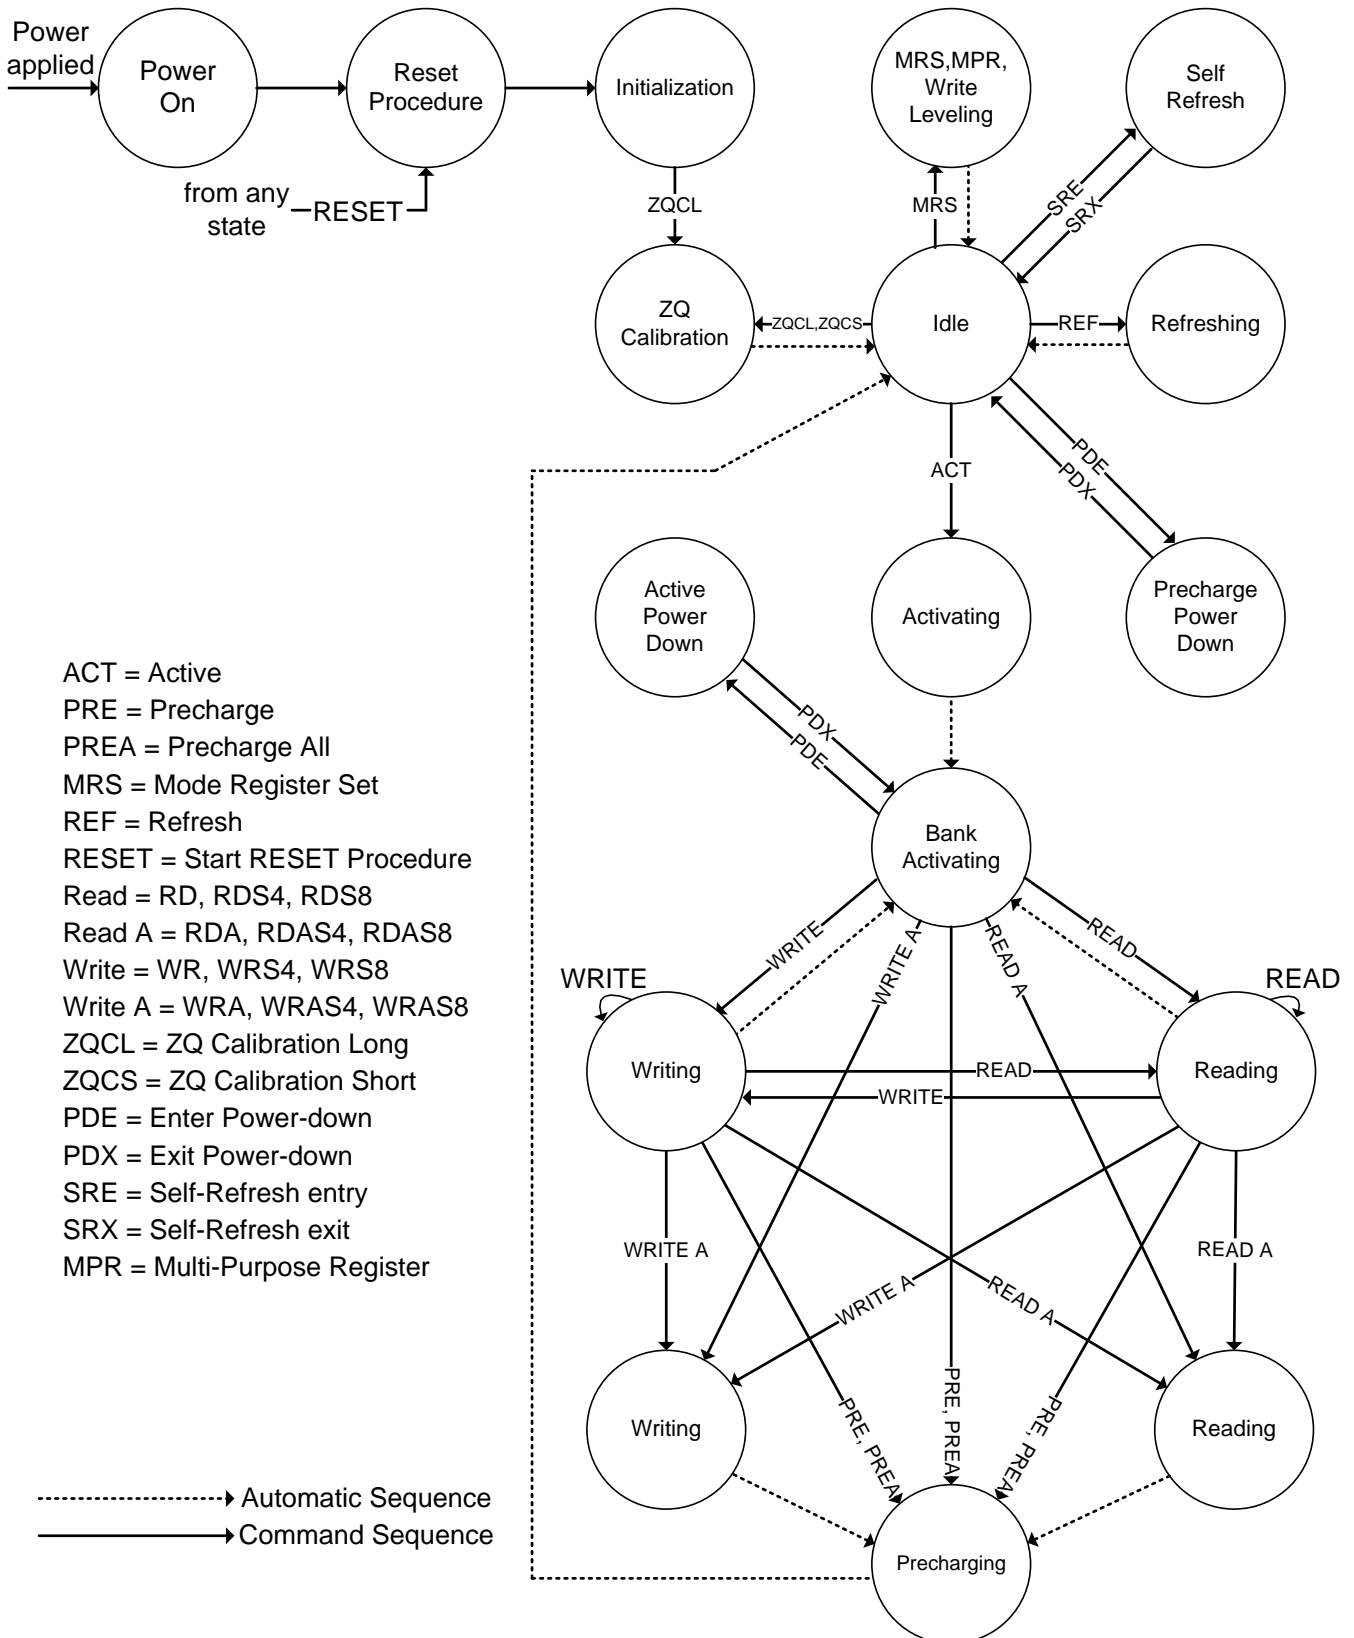 Power
applied
Power
On
Reset
Procedure
Initialization
MRS,MPR,
Write
Leveling
Self
Refresh
from any
state
RESET
ZQCL
MRS
SRE
SRX
ZQ
Calibration
ZQCL,ZQCS
Idle
REF
Refreshing
ACT
PDE
PDX
Active
Power
Down
Activating
Precharge
Power
Down
PDX
PDE
ACT = Active
PRE = Precharge
PREA = Precharge All
MRS = Mode Register Set
REF = Refresh
RESET = Start RESET Procedure
Read = RD, RDS4, RDS8
Read A = RDA, RDAS4, RDAS8
Write = WR, WRS4, WRS8
Write A = WRA, WRAS4, WRAS8
ZQCL = ZQ Calibration Long
ZQCS = ZQ Calibration Short
PDE = Enter Power-down
PDX = Exit Power-down
SRE = Self-Refresh entry
SRX = Self-Refresh exit
MPR = Multi-Purpose Register
Bank
Activating
WRITE
WRITE A
READ A
READ
WRITE
READ
Writing
READ
WRITE
Reading
WRITE A
WRITE A
READ A
READ A
PRE, PREA
PRE, PREA
PRE, PREA
Writing
Reading
Precharging
Automatic Sequence
Command Sequence